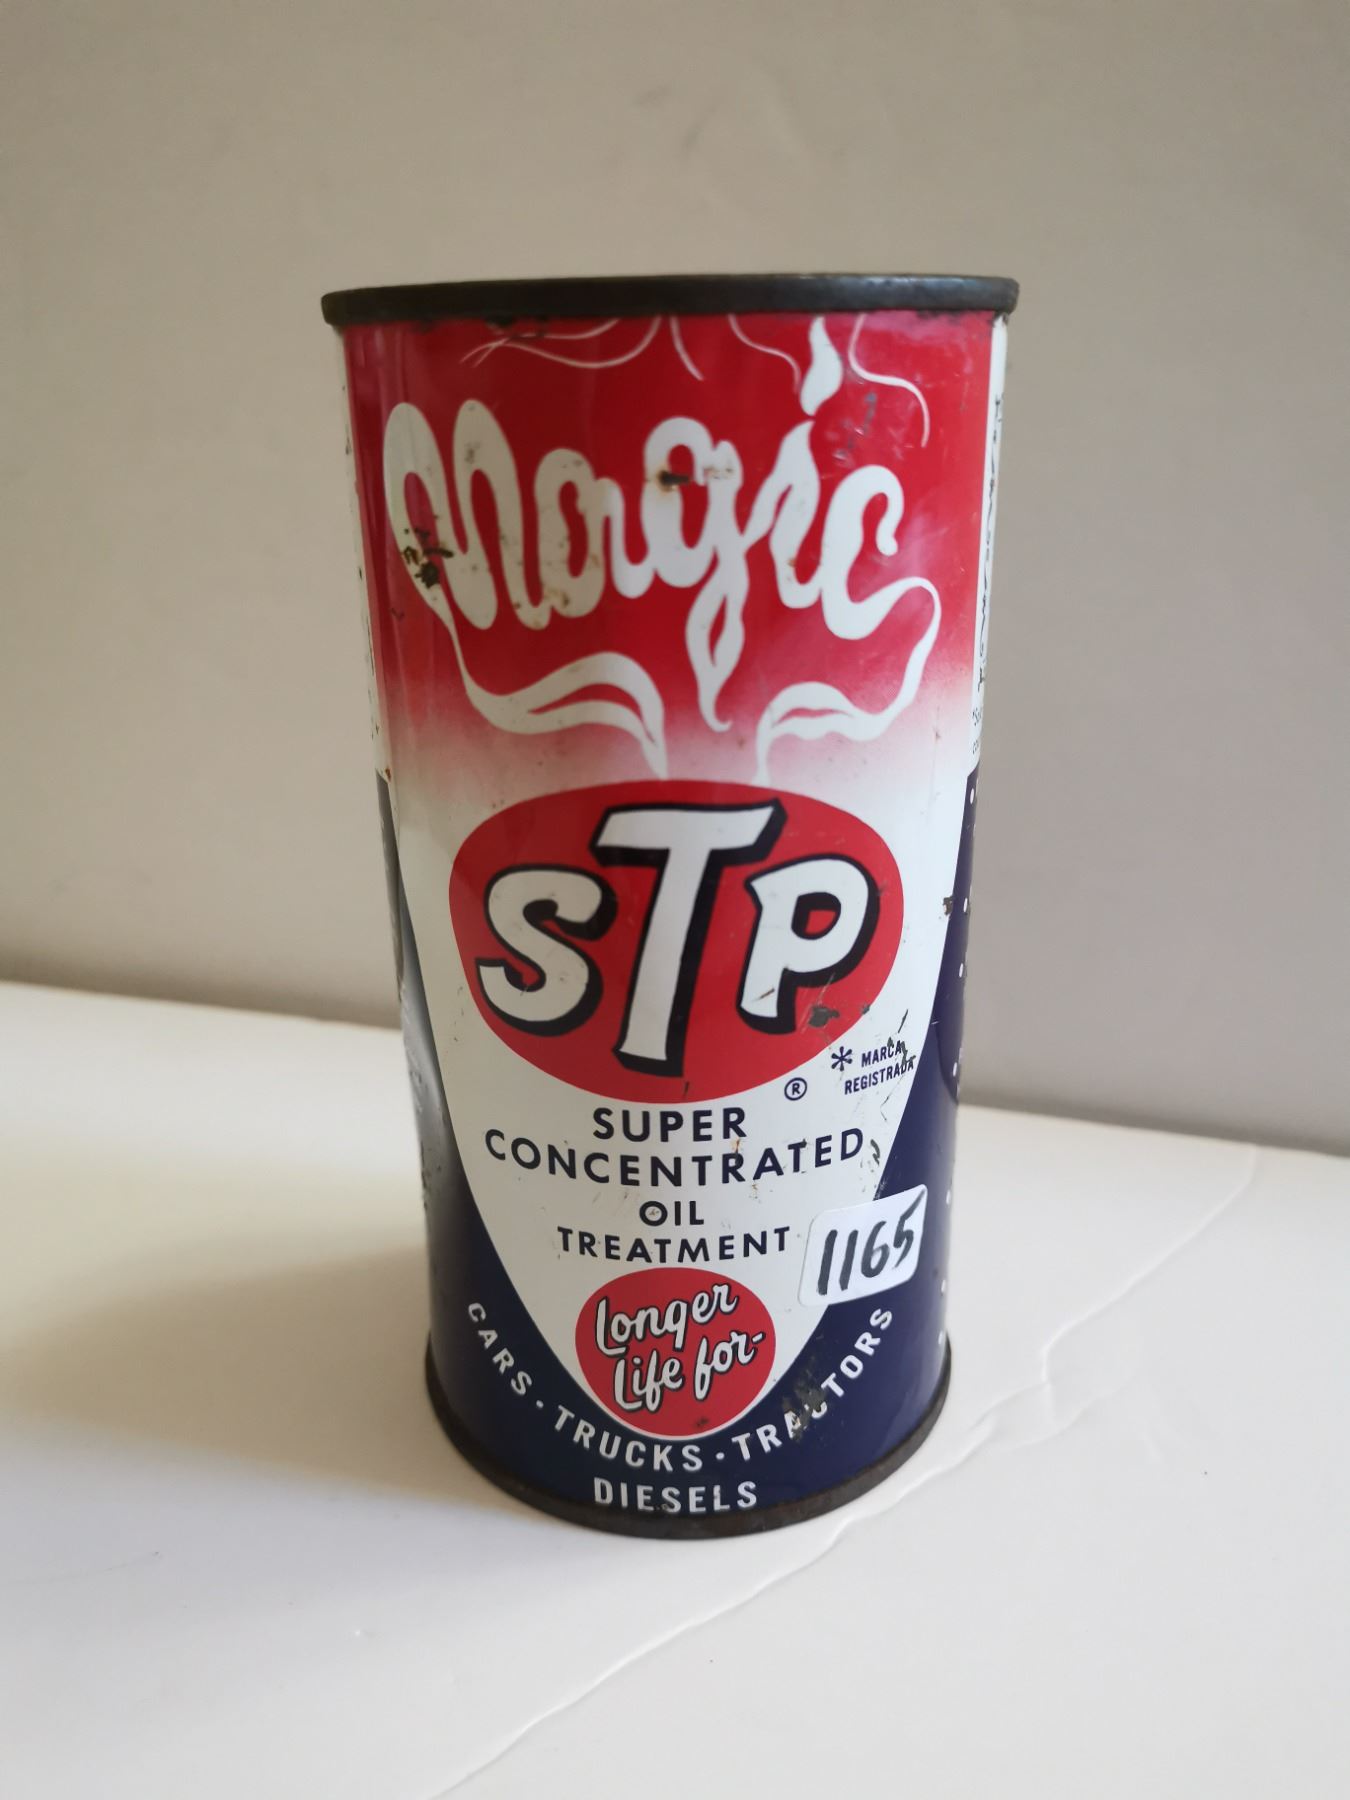 Magic
STP
®
* MARCA
REGISTRADA
SUPER
CONCENTRATED
OIL
TREATMENT
1165
Longer
Life for-
CARS · TRUCKS · TRACTORS
DIESELS